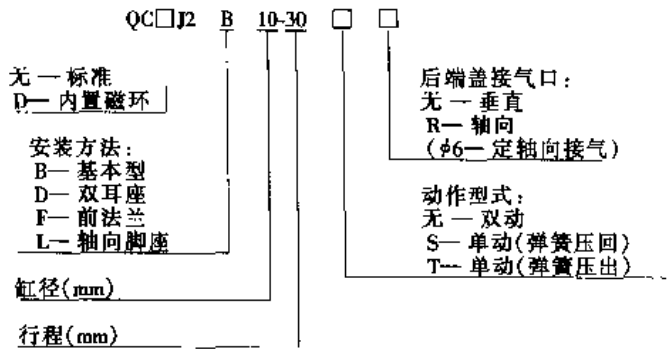 QC□J2 B 10-30 □ □
无 — 标准
D— 内置磁环
安装方法:
B— 基本型
D— 双耳座
F— 前法兰
L— 轴向脚座
缸径(mm)
行程(mm)
后端盖接气口:
无 — 垂直
R— 轴向
(φ6— 定轴向接气)
动作型式:
无 — 双动
S— 单动(弹簧压回)
T— 单动(弹簧压出)